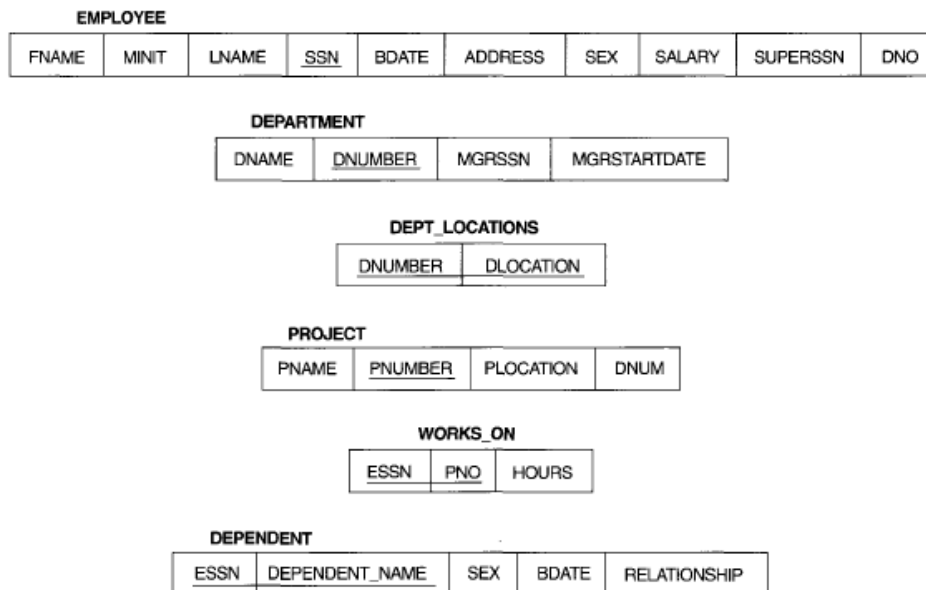 EMPLOYEE
FNAME MINIT LNAME SSN BDATE ADDRESS SEX SALARY SUPERSSN DNO
DEPARTMENT
DNAME DNUMBER MGRSSN MGRSTARTDATE
DEPT_LOCATIONS
DNUMBER DLOCATION
PROJECT
PNAME PNUMBER PLOCATION DNUM
WORKS_ON
ESSN PNO HOURS
DEPENDENT
ESSN DEPENDENT_NAME SEX BDATE RELATIONSHIP